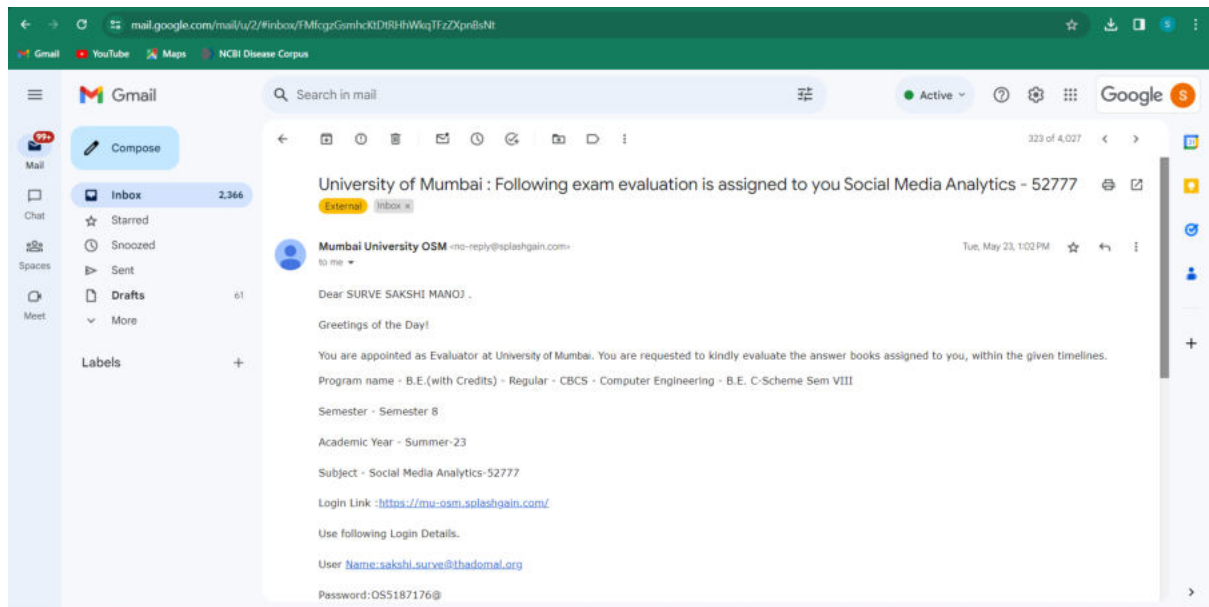 mail.google.com/mail/u/2/#inbox/FMfcgzGsmhcKtDtRHhWkqTFzZXpnBsNt
S
Gmail YouTube Maps NCBI Disease Corpus
Gmail Search in mail Active Google S
99+
Mail
Chat
Spaces
Meet
Compose
Inbox 2,366
Starred
Snoozed
Sent
Drafts 61
More
Labels
323 of 4,027
University of Mumbai : Following exam evaluation is assigned to you Social Media Analytics - 52777
External Inbox x
Mumbai University OSM <no-reply@splashgain.com> Tue, May 23, 1:02 PM
to me
Dear SURVE SAKSHI MANOJ .
Greetings of the Day!
You are appointed as Evaluator at University of Mumbai. You are requested to kindly evaluate the answer books assigned to you, within the given timelines.
Program name - B.E.(with Credits) - Regular - CBCS - Computer Engineering - B.E. C-Scheme Sem VIII
Semester - Semester 8
Academic Year - Summer-23
Subject - Social Media Analytics-52777
Login Link :https://mu-osm.splashgain.com/
Use following Login Details.
User Name:sakshi.surve@thadomal.org
Password:OS5187176@
31